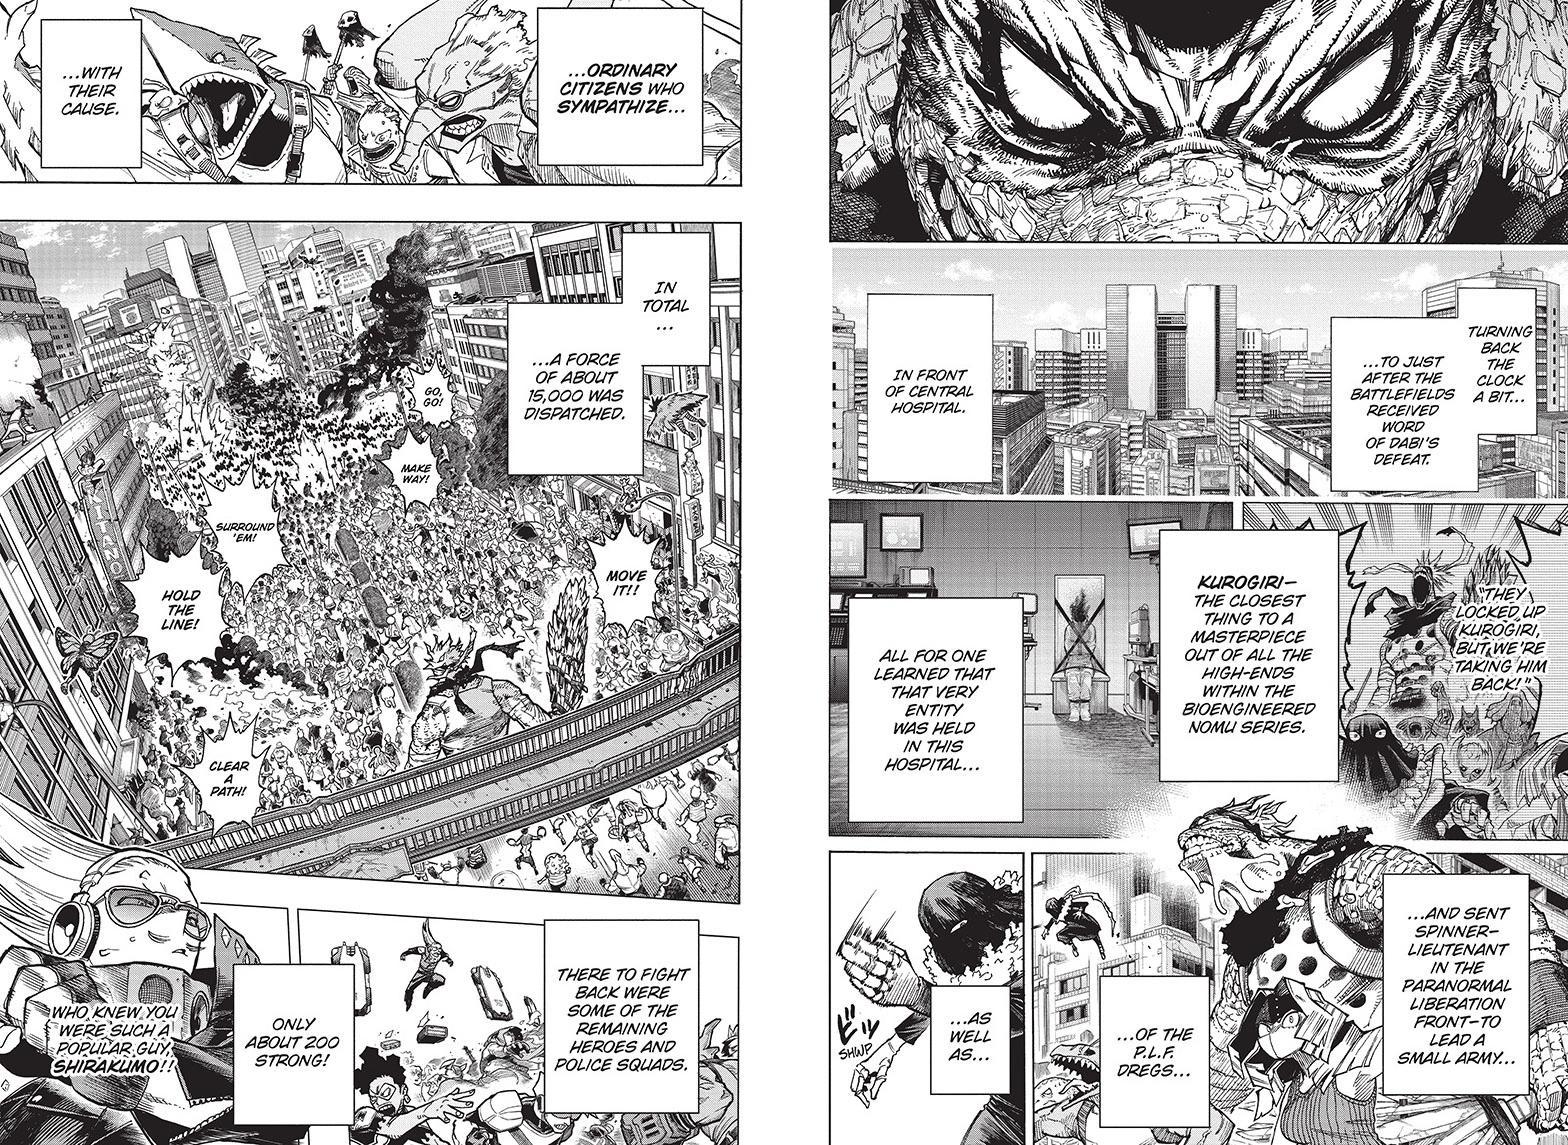 TURNING
BACK
THE
CLOCK
A BIT...
...TO JUST
AFTER THE
BATTLEFIELDS
RECEIVED
WORD
OF DABI'S
DEFEAT.
IN FRONT
OF CENTRAL
HOSPITAL.
"THEY
LOCKED UP
KUROGIRI,
BUT WE'RE
TAKING HIM
BACK!"
KUROGIRI—
THE CLOSEST
THING TO A
MASTERPIECE
OUT OF ALL
THE HIGH-ENDS
WITHIN THE
BIOENGINEERED
NOMU SERIES.
ALL FOR ONE
LEARNED THAT
THAT VERY
ENTITY
WAS HELD
IN THIS
HOSPITAL...
...AND SENT
SPINNER—
LIEUTENANT
IN THE
PARANORMAL
LIBERATION
FRONT—TO
LEAD A
SMALL ARMY...
...OF THE
P.L.F.
DREGS...
ビュッ
SHWP
...AS
WELL
AS...
...ORDINARY
CITIZENS WHO
SYMPATHIZE...
...WITH
THEIR
CAUSE.
IN
TOTAL
...
...A FORCE
OF ABOUT
15,000 WAS
DISPATCHED.
GO,
GO!
MAKE
WAY!
SURROUND
'EM!
MOVE
IT!!
HOLD
THE
LINE!
KITANO
CLEAR
A
PATH!
THERE TO FIGHT
BACK WERE
SOME OF THE
REMAINING
HEROES AND
POLICE SQUADS.
ONLY
ABOUT 200
STRONG!
WHO KNEW YOU
WERE SUCH A
POPULAR GUY,
SHIRAKUMO!!